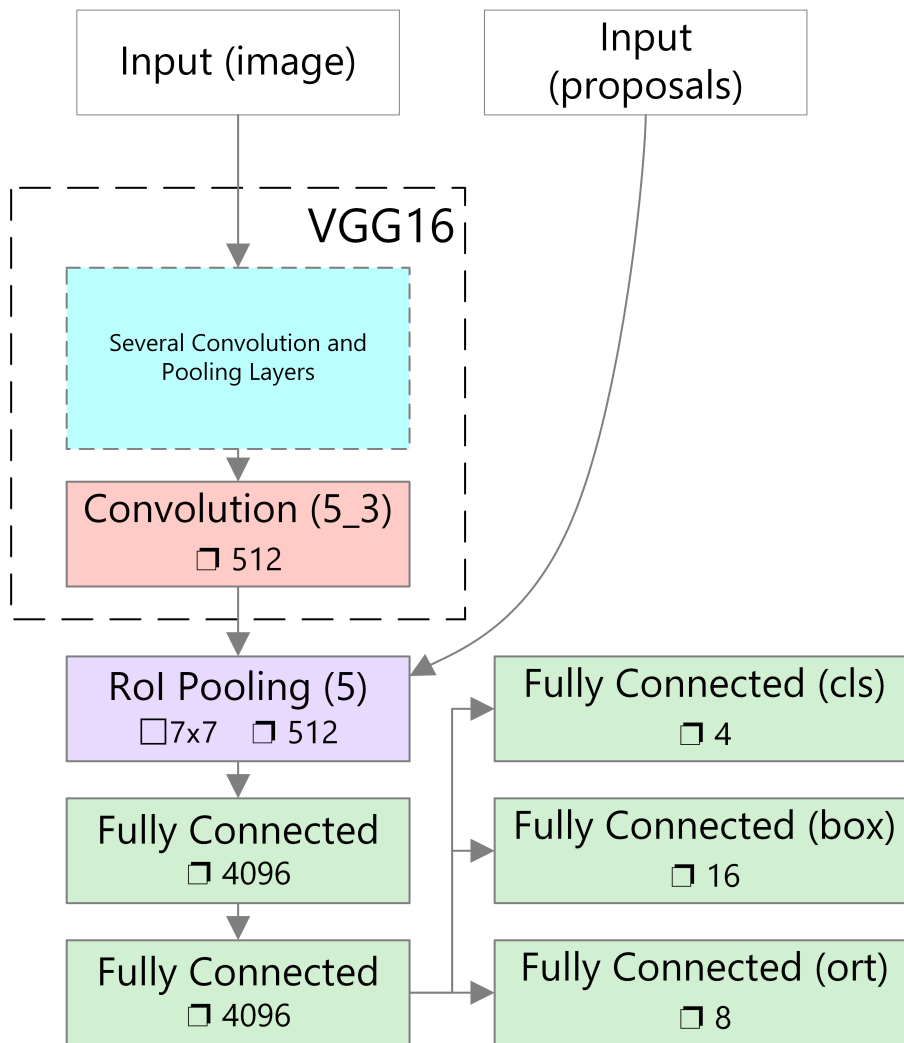 Input (image)
Input
(proposals)
VGG16
Several Convolution and
Pooling Layers
Convolution (5_3)
❐ 512
RoI Pooling (5)
□7x7 ❐ 512
Fully Connected (cls)
❐ 4
Fully Connected
❐ 4096
Fully Connected (box)
❐ 16
Fully Connected
❐ 4096
Fully Connected (ort)
❐ 8